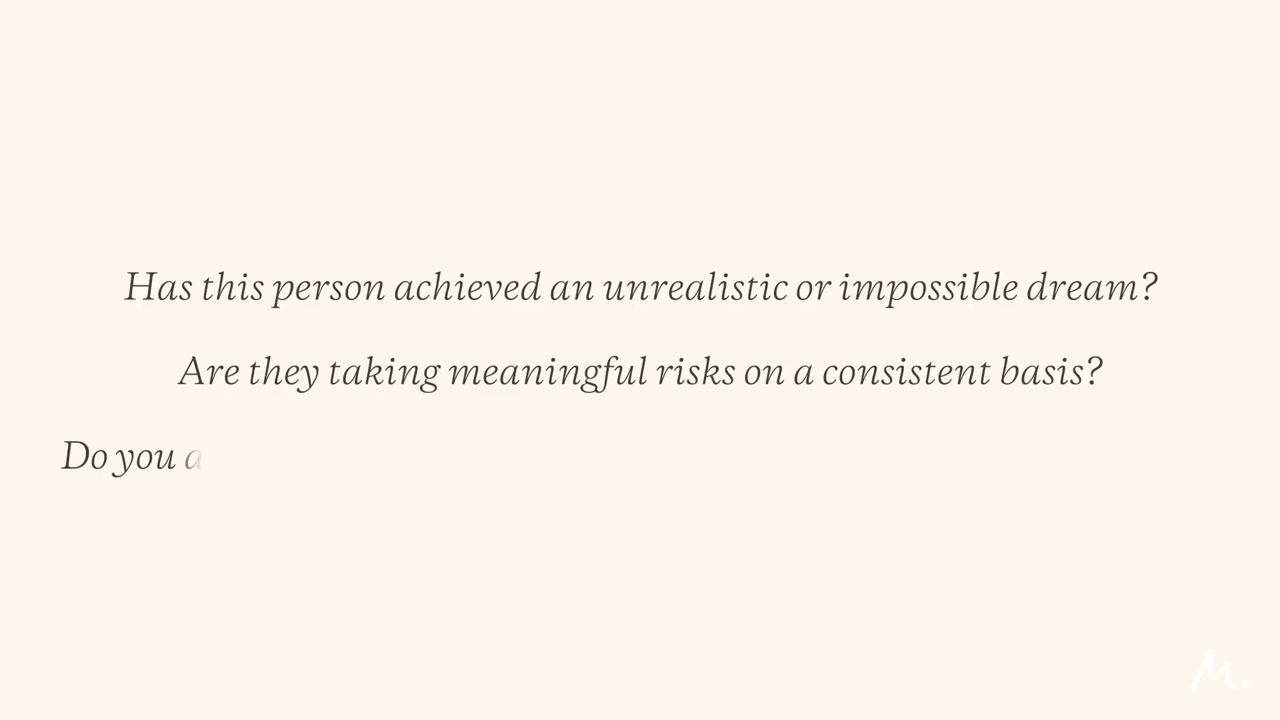 Has this person achieved an unrealistic or impossible dream?
Are they taking meaningful risks on a consistent basis?
Do you a
M.